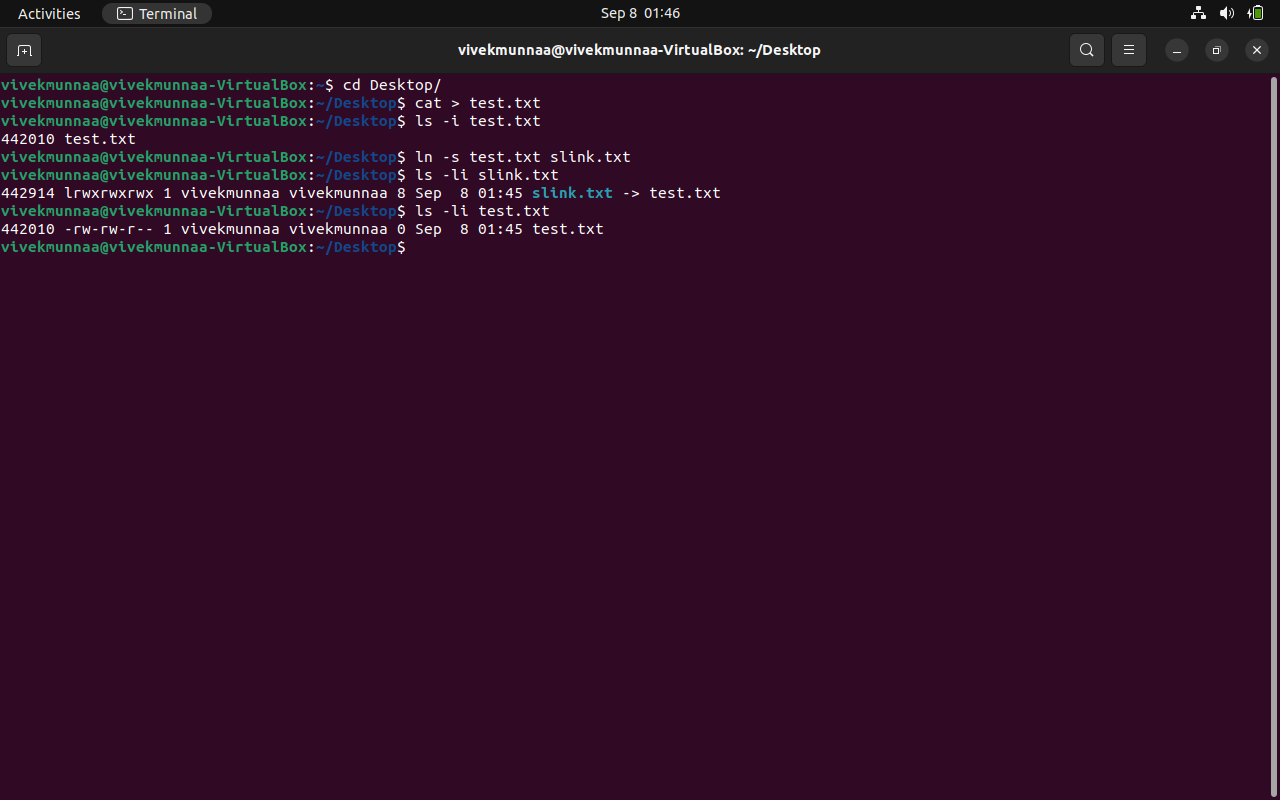 Activities Terminal Sep 8 01:46
vivekmunnaa@vivekmunnaa-VirtualBox: ~/Desktop
vivekmunnaa@vivekmunnaa-VirtualBox:~$ cd Desktop/
vivekmunnaa@vivekmunnaa-VirtualBox:~/Desktop$ cat > test.txt
vivekmunnaa@vivekmunnaa-VirtualBox:~/Desktop$ ls -i test.txt
442010 test.txt
vivekmunnaa@vivekmunnaa-VirtualBox:~/Desktop$ ln -s test.txt slink.txt
vivekmunnaa@vivekmunnaa-VirtualBox:~/Desktop$ ls -li slink.txt
442914 lrwxrwxrwx 1 vivekmunnaa vivekmunnaa 8 Sep  8 01:45 slink.txt -> test.txt
vivekmunnaa@vivekmunnaa-VirtualBox:~/Desktop$ ls -li test.txt
442010 -rw-rw-r-- 1 vivekmunnaa vivekmunnaa 0 Sep  8 01:45 test.txt
vivekmunnaa@vivekmunnaa-VirtualBox:~/Desktop$